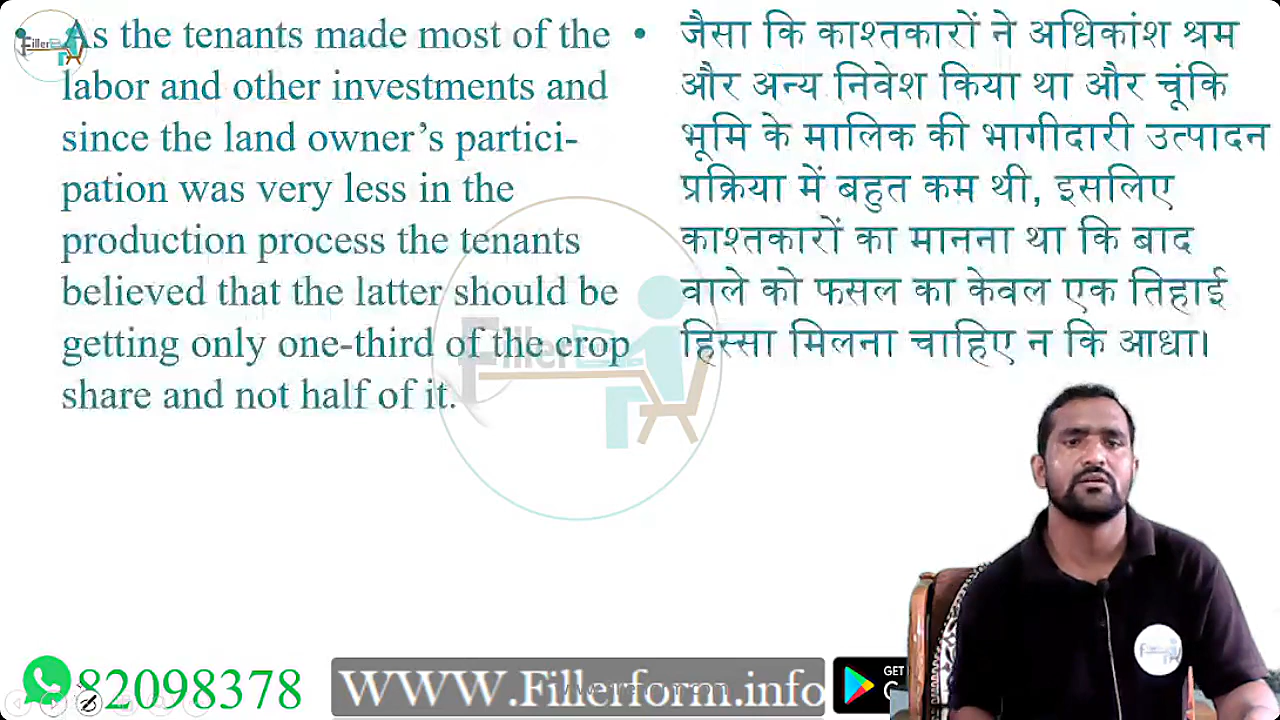 As the tenants made most of the
labor and other investments and
since the land owner's partici-
pation was very less in the
production process the tenants
believed that the latter should be
getting only one-third of the crop
share and not half of it.
जैसा कि काश्तकारों ने अधिकांश श्रम
और अन्य निवेश किया था और चूंकि
भूमि के मालिक की भागीदारी उत्पादन
प्रक्रिया में बहुत कम थी, इसलिए
काश्तकारों का मानना था कि बाद
वाले को फसल का केवल एक तिहाई
हिस्सा मिलना चाहिए न कि आधा।
Filler
Filler
82098378
WWW.Fillerform.info
GET